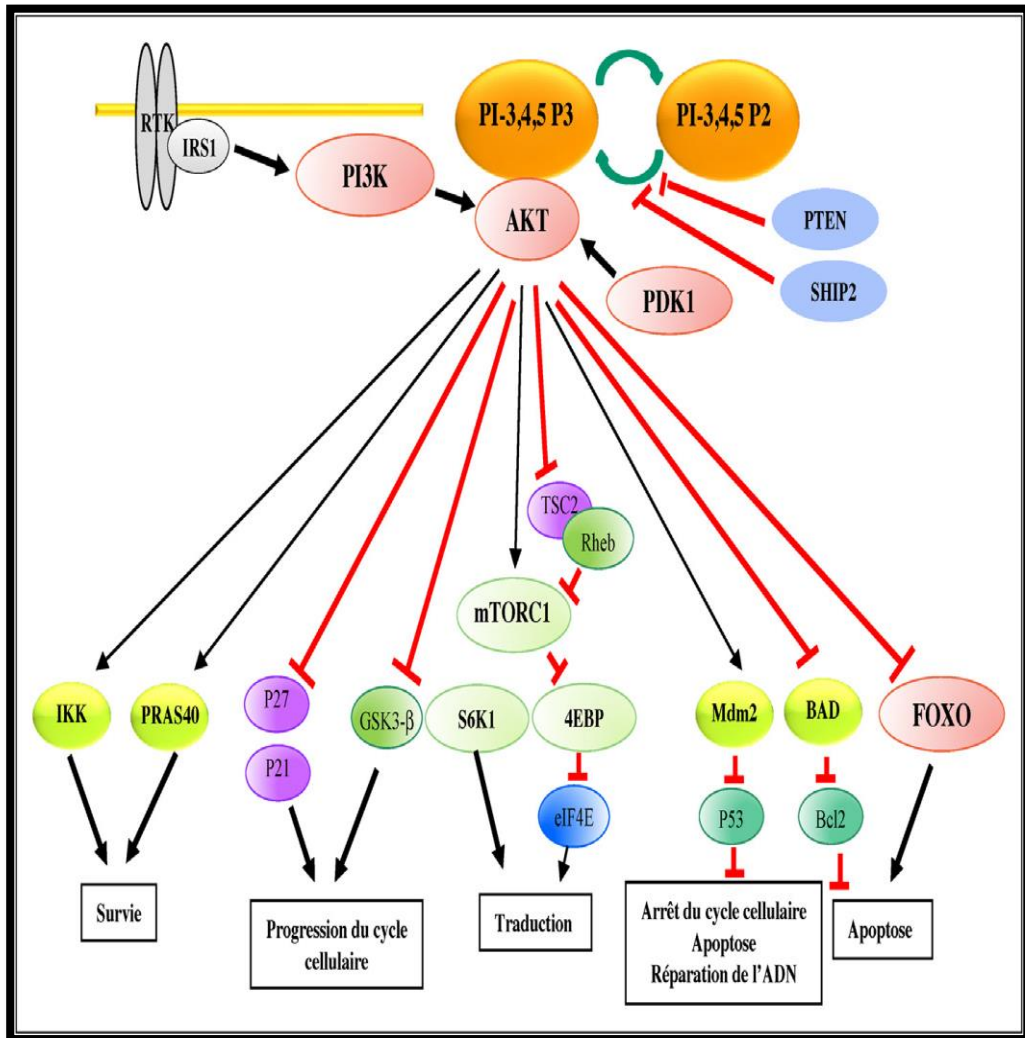 RTK
IRS1
PI3K
PI-3,4,5 P3
PI-3,4,5 P2
AKT
PTEN
SHIP2
PDK1
TSC2
Rheb
mTORC1
IKK
PRAS40
P27
P21
GSK3-β
S6K1
4EBP
eIF4E
Mdm2
BAD
FOXO
P53
Bcl2
Survie
Progression du cycle
cellulaire
Traduction
Arrêt du cycle cellulaire
Apoptose
Réparation de l'ADN
Apoptose